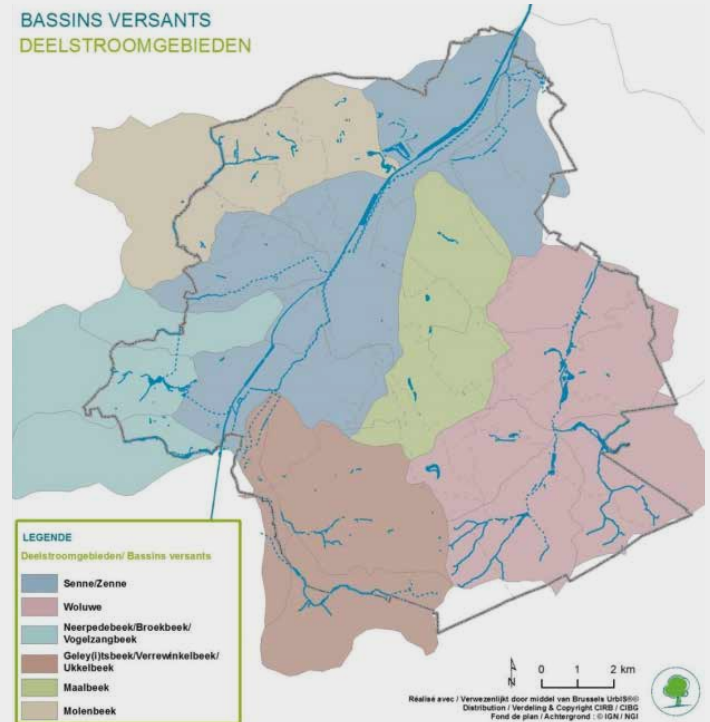 BASSINS VERSANTS
DEELSTROOMGEBIEDEN
LEGENDE
Deelstroomgebieden/ Bassins versants
Senne/Zenne
Woluwe
Neerpedebeek/Broekbeek/
Vogelzangbeek
Geley(i)tsbeek/Verrewinkelbeek/
Ukkelbeek
Maalbeek
Molenbeek
N
0 1 2 km
Réalisé avec / Verwezenlijkt door middel van Brussels UrbIS®©
Distribution / Verdeling & Copyright CIRB / CIBG
Fond de plan / Achtergrond : © IGN / NGI